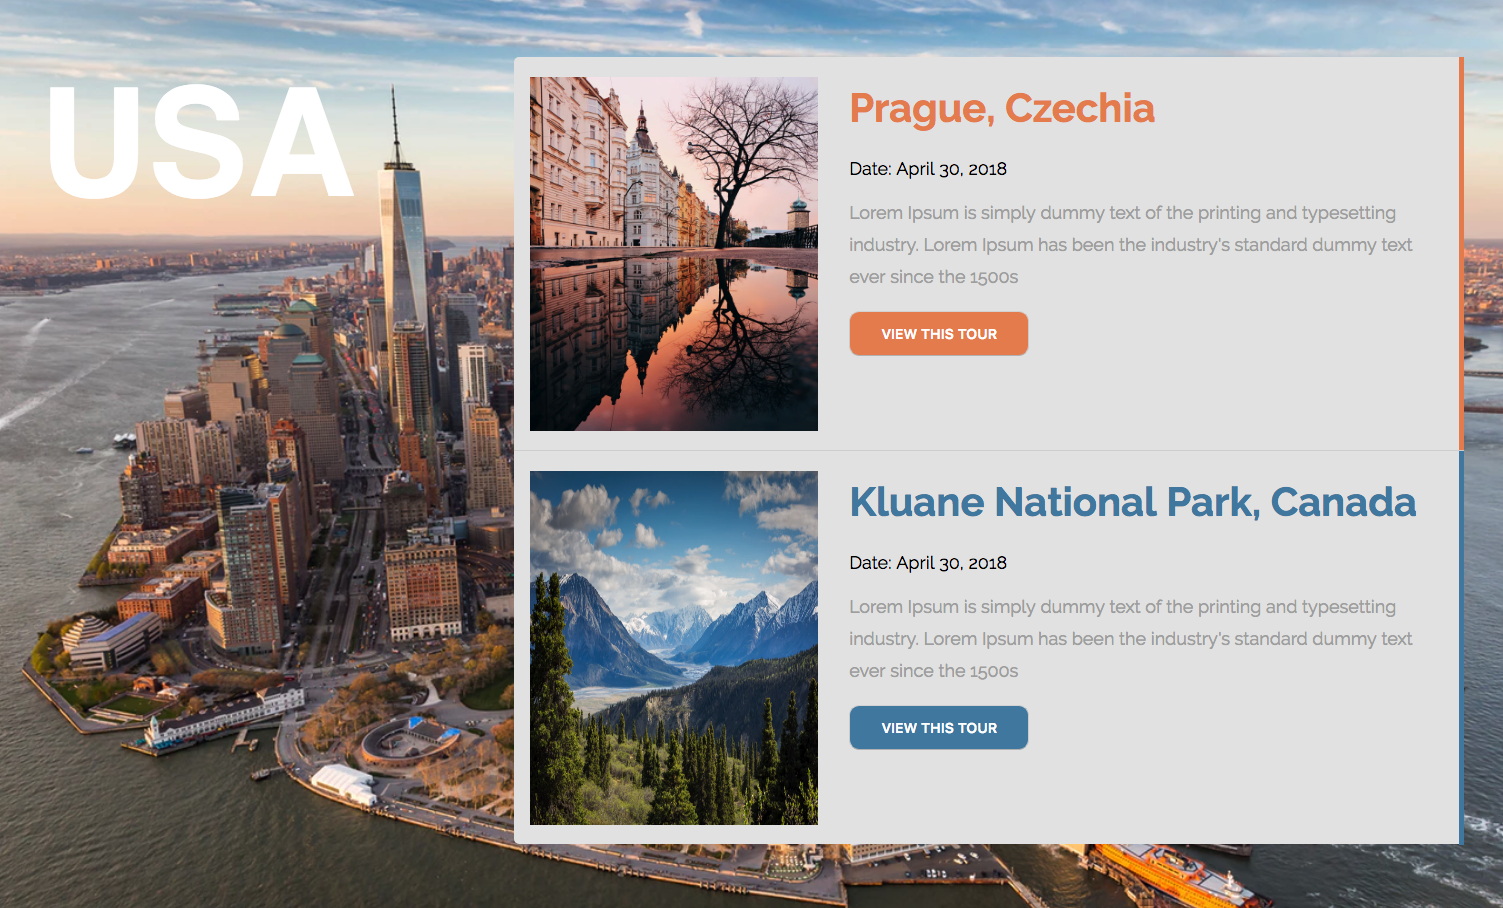 USA
Prague, Czechia
Date: April 30, 2018
Lorem Ipsum is simply dummy text of the printing and typesetting
industry. Lorem Ipsum has been the industry's standard dummy text
ever since the 1500s
VIEW THIS TOUR
Kluane National Park, Canada
Date: April 30, 2018
Lorem Ipsum is simply dummy text of the printing and typesetting
industry. Lorem Ipsum has been the industry's standard dummy text
ever since the 1500s
VIEW THIS TOUR